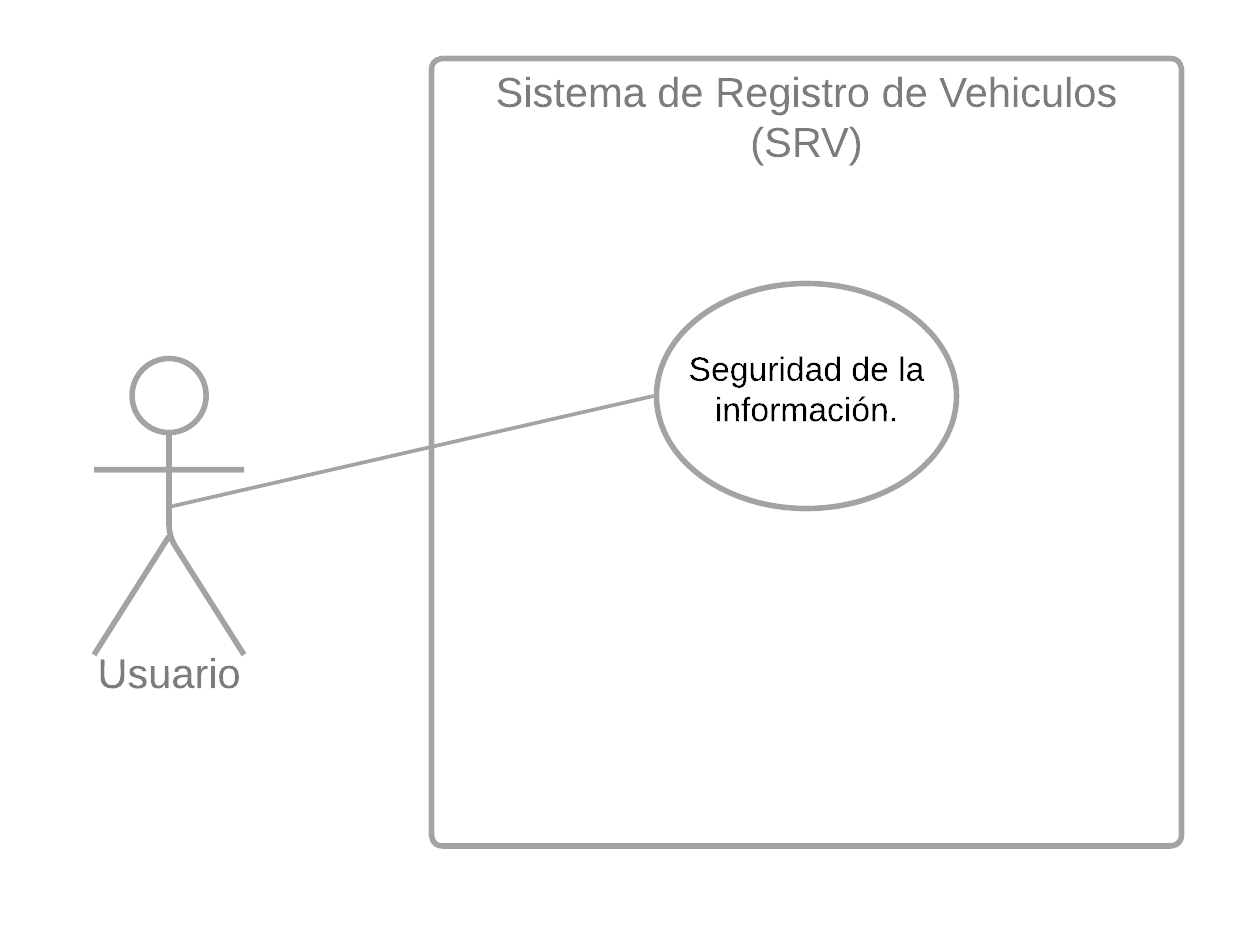 Sistema de Registro de Vehiculos
(SRV)
Seguridad de la
información.
Usuario